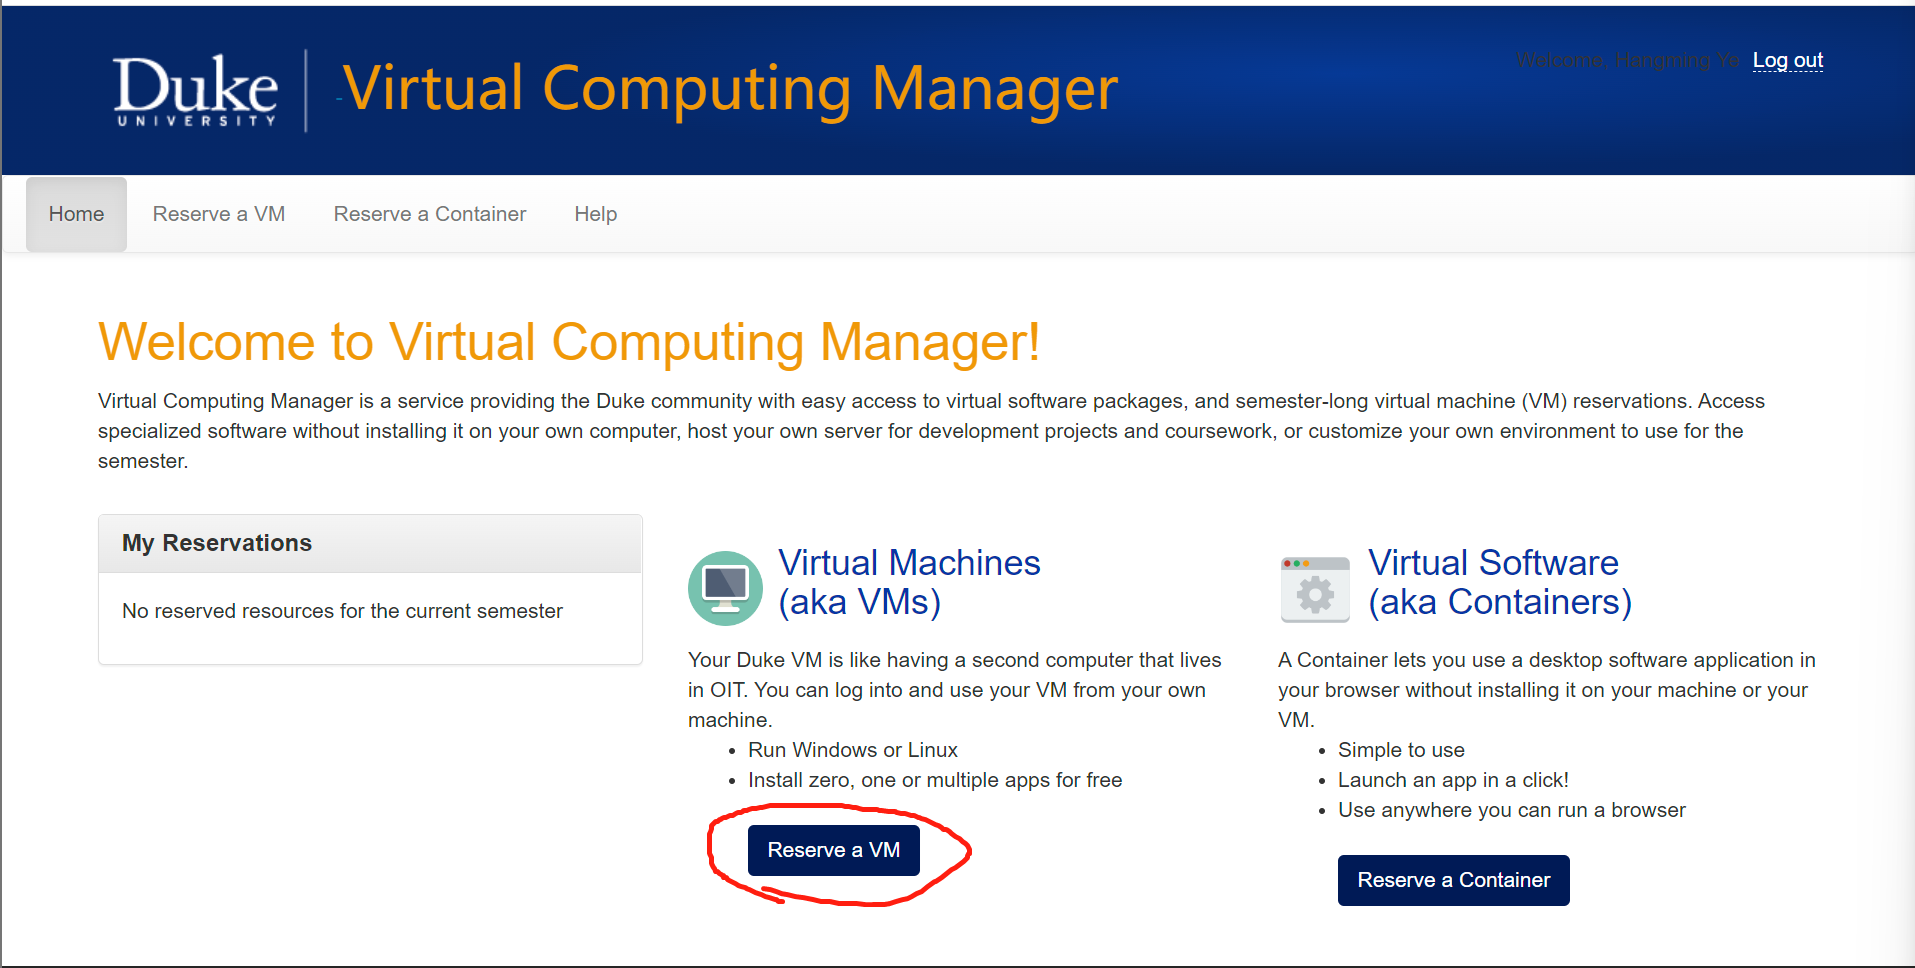 Duke
UNIVERSITY
Virtual Computing Manager
Welcome, Hangming Ye Log out
Home Reserve a VM Reserve a Container Help
Welcome to Virtual Computing Manager!
Virtual Computing Manager is a service providing the Duke community with easy access to virtual software packages, and semester-long virtual machine (VM) reservations. Access
specialized software without installing it on your own computer, host your own server for development projects and coursework, or customize your own environment to use for the
semester.
My Reservations
No reserved resources for the current semester
Virtual Machines
(aka VMs)
Your Duke VM is like having a second computer that lives
in OIT. You can log into and use your VM from your own
machine.
• Run Windows or Linux
• Install zero, one or multiple apps for free
Reserve a VM
Virtual Software
(aka Containers)
A Container lets you use a desktop software application in
your browser without installing it on your machine or your
VM.
• Simple to use
• Launch an app in a click!
• Use anywhere you can run a browser
Reserve a Container